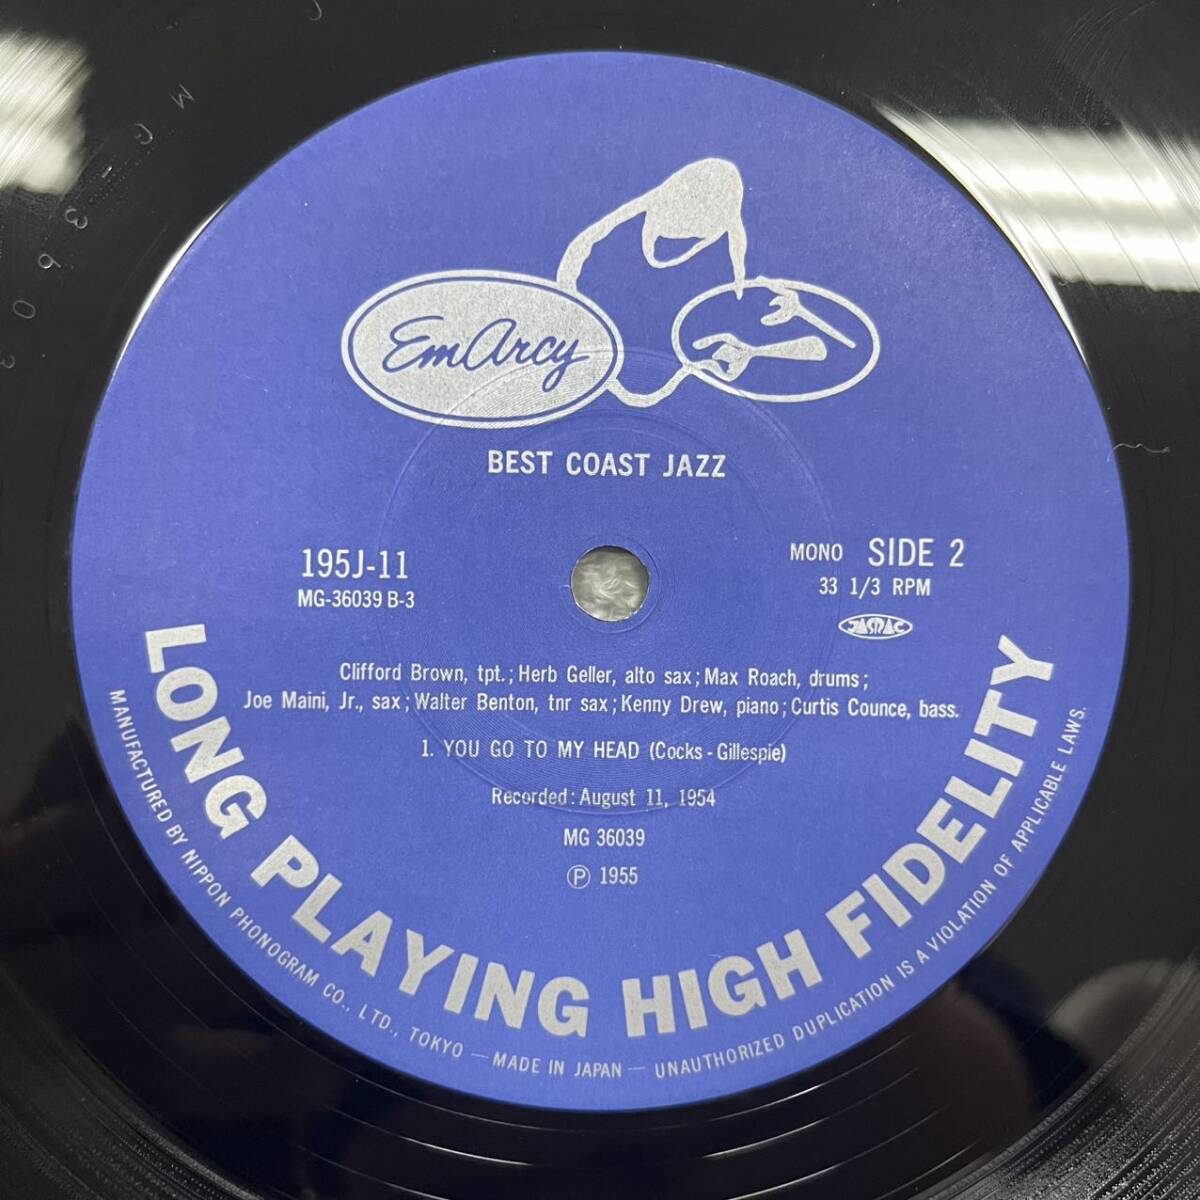 EmArcy
BEST COAST JAZZ
195J-11
MG-36039 B-3
MONO SIDE 2
33 1/3 RPM
JASRAC
Clifford Brown, tpt.; Herb Geller, alto sax; Max Roach, drums;
Joe Maini, Jr., sax; Walter Benton, tnr sax; Kenny Drew, piano; Curtis Counce, bass.
1. YOU GO TO MY HEAD (Cocks - Gillespie)
Recorded: August 11, 1954
MG 36039
Ⓟ 1955
LONG PLAYING HIGH FIDELITY
MANUFACTURED BY NIPPON PHONOGRAM CO., LTD., TOKYO — MADE IN JAPAN — UNAUTHORIZED DUPLICATION IS A VIOLATION OF APPLICABLE LAWS.